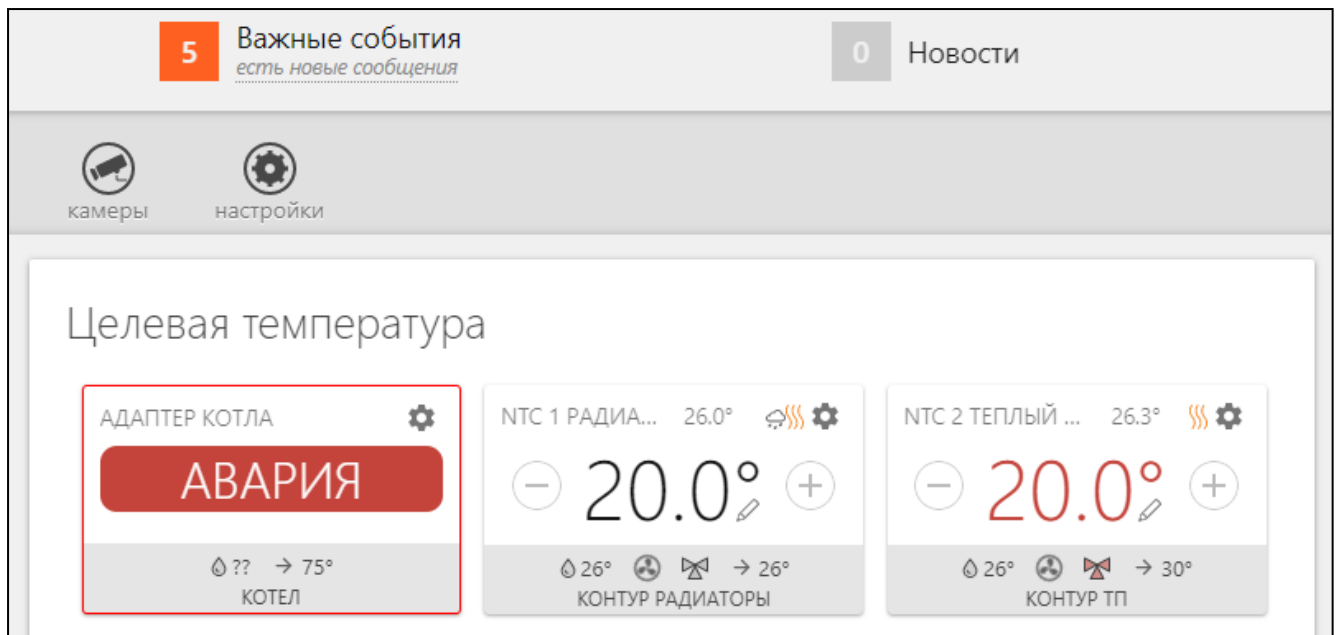 5 Важные события
есть новые сообщения
0 Новости
камеры настройки
Целевая температура
АДАПТЕР КОТЛА
АВАРИЯ
?? → 75°
КОТЕЛ
NTC 1 РАДИА... 26.0°
20.0°
26° → 26°
КОНТУР РАДИАТОРЫ
NTC 2 ТЕПЛЫЙ ... 26.3°
20.0°
26° → 30°
КОНТУР ТП